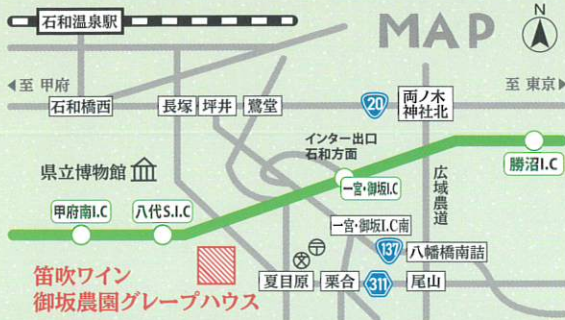 石和温泉駅
MAP
N
至 甲府
至 東京
石和橋西
長塚
坪井
鷺堂
20
両ノ木
神社北
インター出口
石和方面
県立博物館
一宮・御坂I.C
広域農道
勝沼I.C
甲府南I.C
八代S.I.C
一宮・御坂I.C南
137
八幡橋南詰
笛吹ワイン
御坂農園グレープハウス
夏目原
栗合
311
尾山